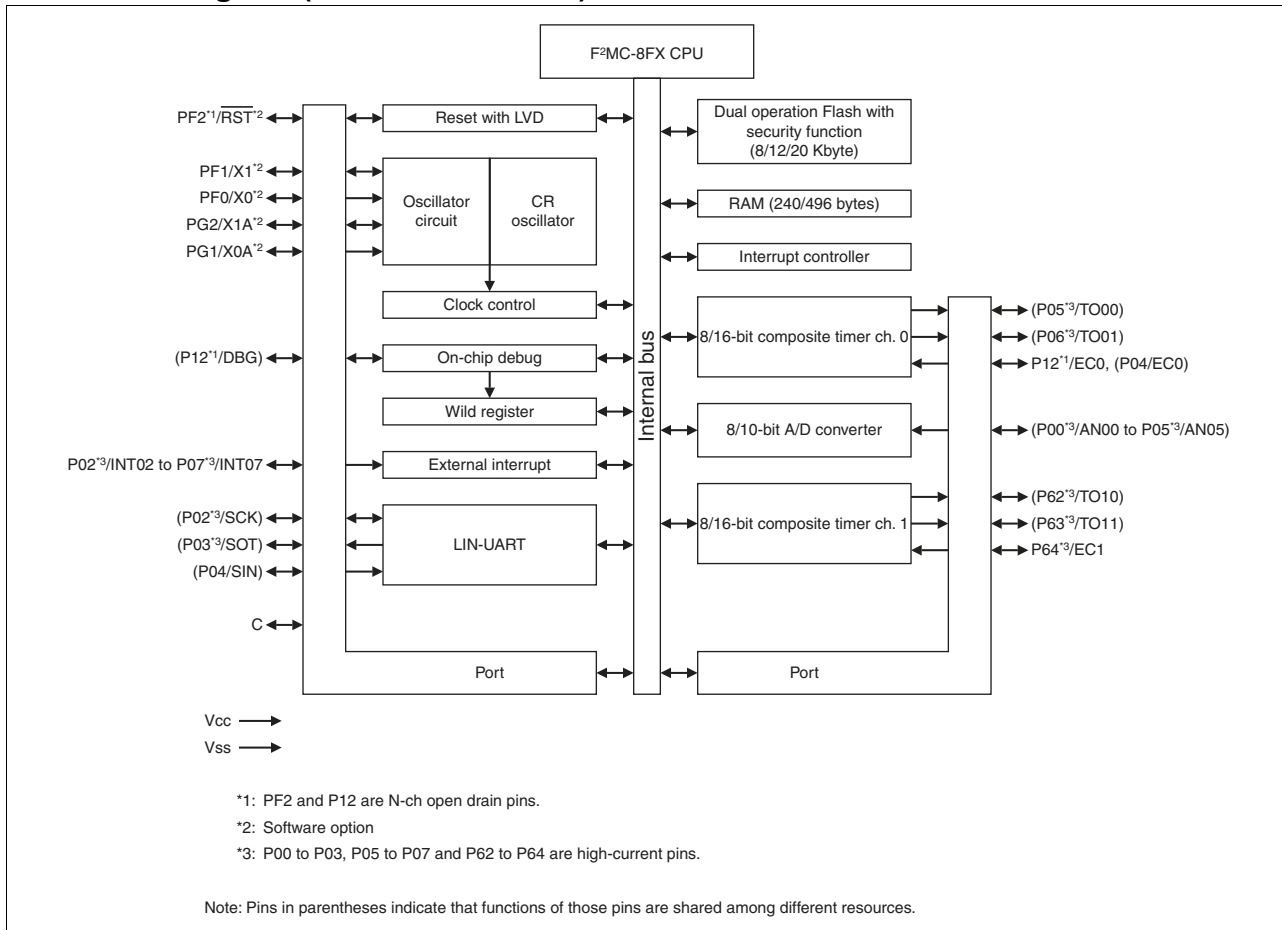 F²MC-8FX CPU
PF2*1/RST*2
Reset with LVD
Dual operation Flash with
security function
(8/12/20 Kbyte)
PF1/X1*2
PF0/X0*2
PG2/X1A*2
PG1/X0A*2
Oscillator
circuit
CR
oscillator
RAM (240/496 bytes)
Interrupt controller
Clock control
(P12*1/DBG)
On-chip debug
Wild register
Internal bus
8/16-bit composite timer ch. 0
(P05*3/TO00)
(P06*3/TO01)
P12*1/EC0, (P04/EC0)
8/10-bit A/D converter
(P00*3/AN00 to P05*3/AN05)
P02*3/INT02 to P07*3/INT07
External interrupt
(P02*3/SCK)
(P03*3/SOT)
(P04/SIN)
LIN-UART
8/16-bit composite timer ch. 1
(P62*3/TO10)
(P63*3/TO11)
P64*3/EC1
C
Port
Port
Vcc
Vss
*1: PF2 and P12 are N-ch open drain pins.
*2: Software option
*3: P00 to P03, P05 to P07 and P62 to P64 are high-current pins.
Note: Pins in parentheses indicate that functions of those pins are shared among different resources.